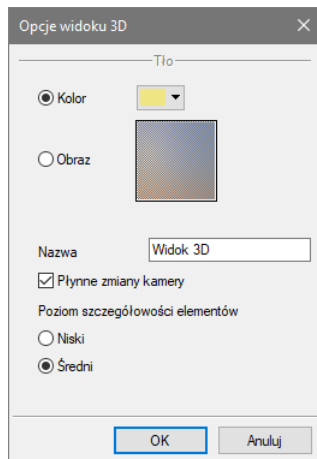 Opcje widoku 3D
Tło
Kolor
Obraz
Nazwa Widok 3D
Płynne zmiany kamery
Poziom szczegółowości elementów
Niski
Średni
OK Anuluj